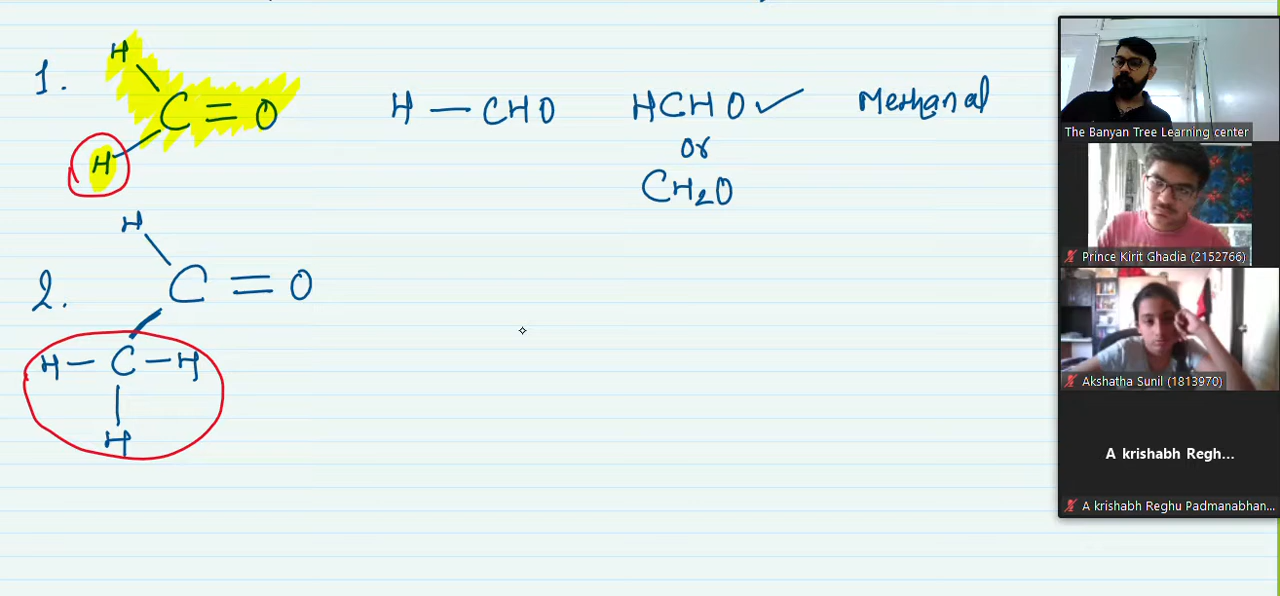 1.
H
C = O
H
H — CHO
HCHO ✓
or
CH₂O
Methanal
2.
H
C = O
H — C — H
H
The Banyan Tree Learning center
Prince Kirit Ghadia (2152766)
Akshatha Sunil (1813970)
A krishabh Regh...
A krishabh Reghu Padmanabhan...